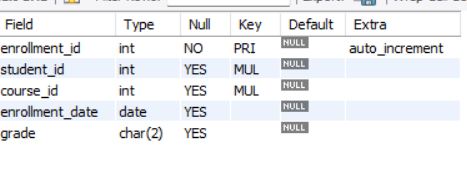 Field Type Null Key Default Extra
enrollment_id int NO PRI NULL auto_increment
student_id int YES MUL NULL
course_id int YES MUL NULL
enrollment_date date YES NULL
grade char(2) YES NULL